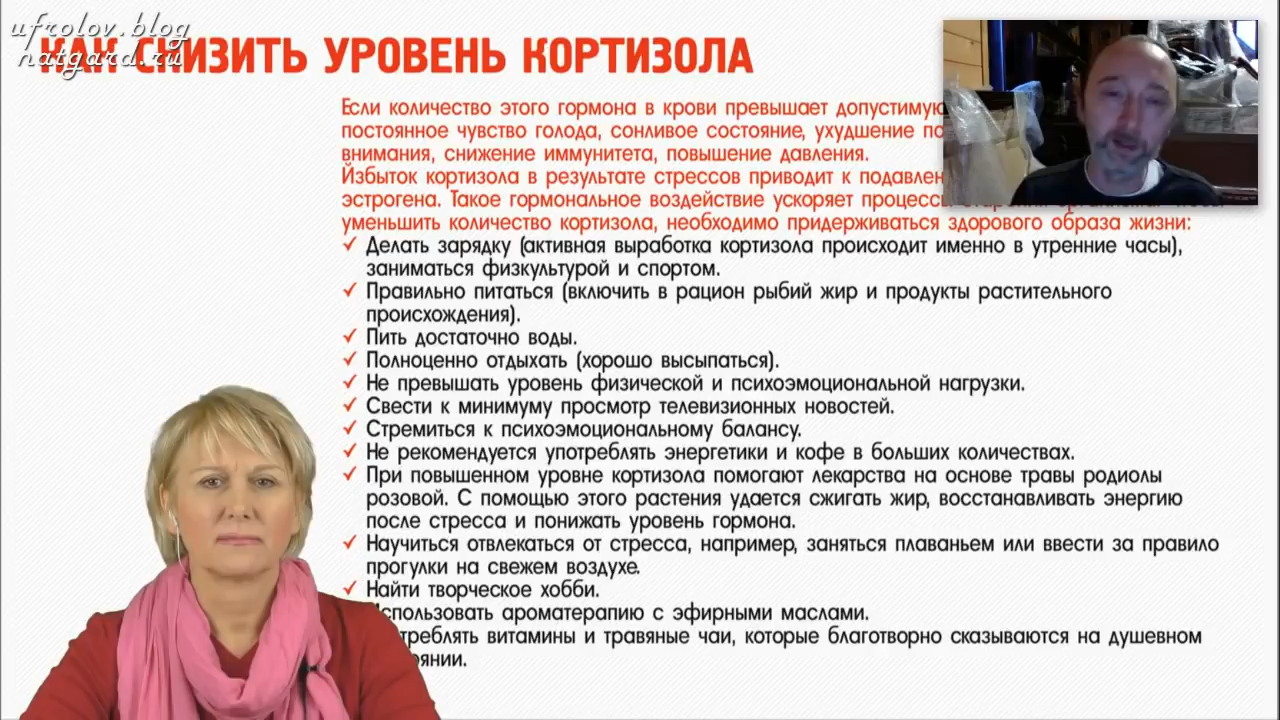 ufrolov.blog
natgard.ru
КАК СНИЗИТЬ УРОВЕНЬ КОРТИЗОЛА
Если количество этого гормона в крови превышает допустимую
постоянное чувство голода, сонливое состояние, ухудшение
внимания, снижение иммунитета, повышение давления.
Избыток кортизола в результате стрессов приводит к
эстрогена. Такое гормональное воздействие ускоряет
уменьшить количество кортизола, необходимо придерживаться здорового образа жизни:
✓ Делать зарядку (активная выработка кортизола происходит именно в утренние часы),
заниматься физкультурой и спортом.
✓ Правильно питаться (включить в рацион рыбий жир и продукты растительного
происхождения).
✓ Пить достаточно воды.
✓ Полноценно отдыхать (хорошо высыпаться).
✓ Не превышать уровень физической и психоэмоциональной нагрузки.
✓ Свести к минимуму просмотр телевизионных новостей.
✓ Стремиться к психоэмоциональному балансу.
✓ Не рекомендуется употреблять энергетики и кофе в больших количествах.
✓ При повышенном уровне кортизола помогают лекарства на основе травы родиолы
розовой. С помощью этого растения удается сжигать жир, восстанавливать энергию
после стресса и понижать уровень гормона.
✓ Научиться отвлекаться от стресса, например, заняться плаваньем или ввести за правило
прогулки на свежем воздухе.
✓ Найти творческое хобби.
спользовать ароматерапию с эфирными маслами.
треблять витамины и травяные чаи, которые благотворно сказываются на душевном
янии.